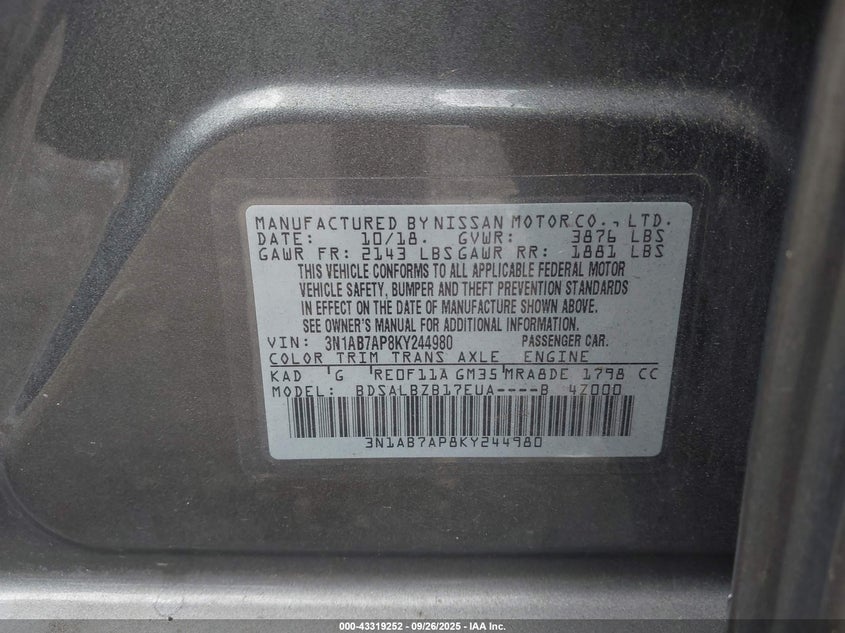 MANUFACTURED BY NISSAN MOTOR CO., LTD.
DATE: 10/18. GVWR: 3876 LBS
GAWR FR: 2143 LBS GAWR RR: 1881 LBS
THIS VEHICLE CONFORMS TO ALL APPLICABLE FEDERAL MOTOR
VEHICLE SAFETY, BUMPER AND THEFT PREVENTION STANDARDS
IN EFFECT ON THE DATE OF MANUFACTURE SHOWN ABOVE.
SEE OWNER'S MANUAL FOR ADDITIONAL INFORMATION.
VIN: 3N1AB7AP8KY244980 PASSENGER CAR.
COLOR TRIM TRANS AXLE ENGINE
KAD G RE0F11A GM35 MRA8DE 1798 CC
MODEL: BDSALBZB17EUA----B 4Z000
3N1AB7AP8KY244980
000-43319252 - 09/26/2025 - IAA Inc.